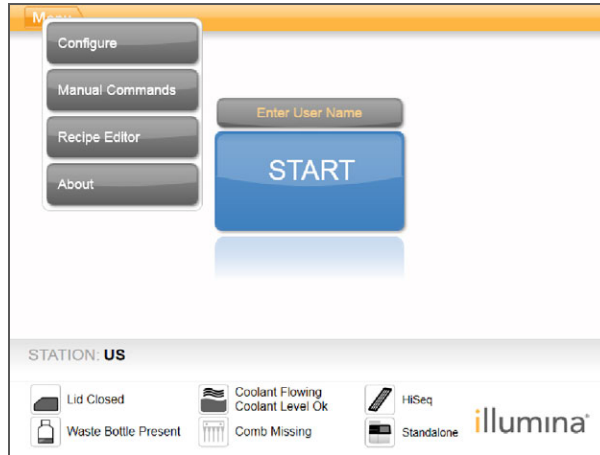 Menu
Configure
Manual Commands
Recipe Editor
About
Enter User Name
START
STATION: US
Lid Closed
Coolant Flowing
Coolant Level Ok
HiSeq
Waste Bottle Present
Comb Missing
Standalone
illumina